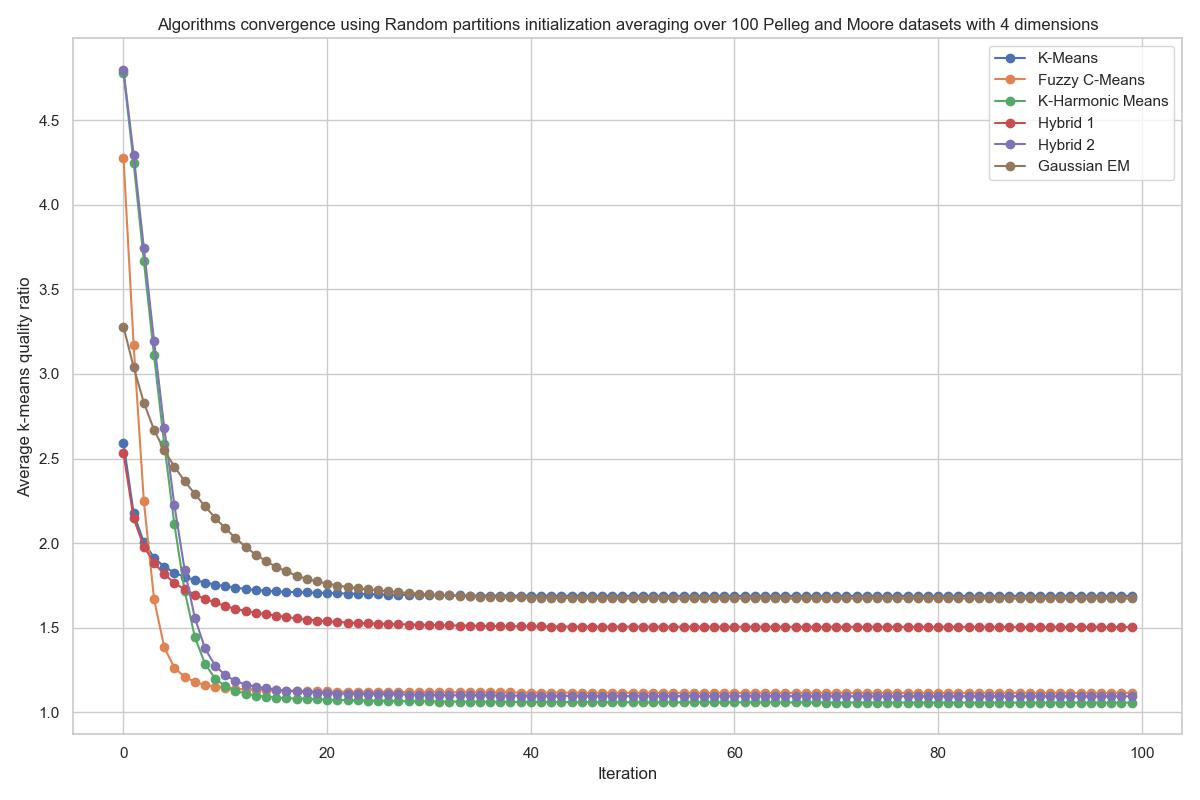 Algorithms convergence using Random partitions initialization averaging over 100 Pelleg and Moore datasets with 4 dimensions
K-Means
Fuzzy C-Means
K-Harmonic Means
Hybrid 1
Hybrid 2
Gaussian EM
Average k-means quality ratio
4.5
4.0
3.5
3.0
2.5
2.0
1.5
1.0
0 20 40 60 80 100
Iteration